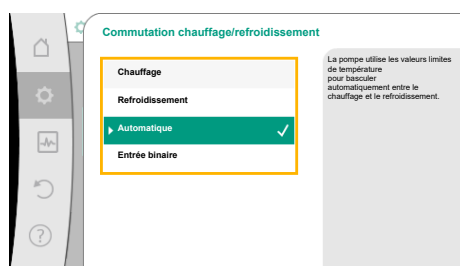 Commutation chauffage/refroidissement
Chauffage
Refroidissement
Automatique
Entrée binaire
La pompe utilise les valeurs limites
de température
pour basculer
automatiquement entre le
chauffage et le refroidissement.
?